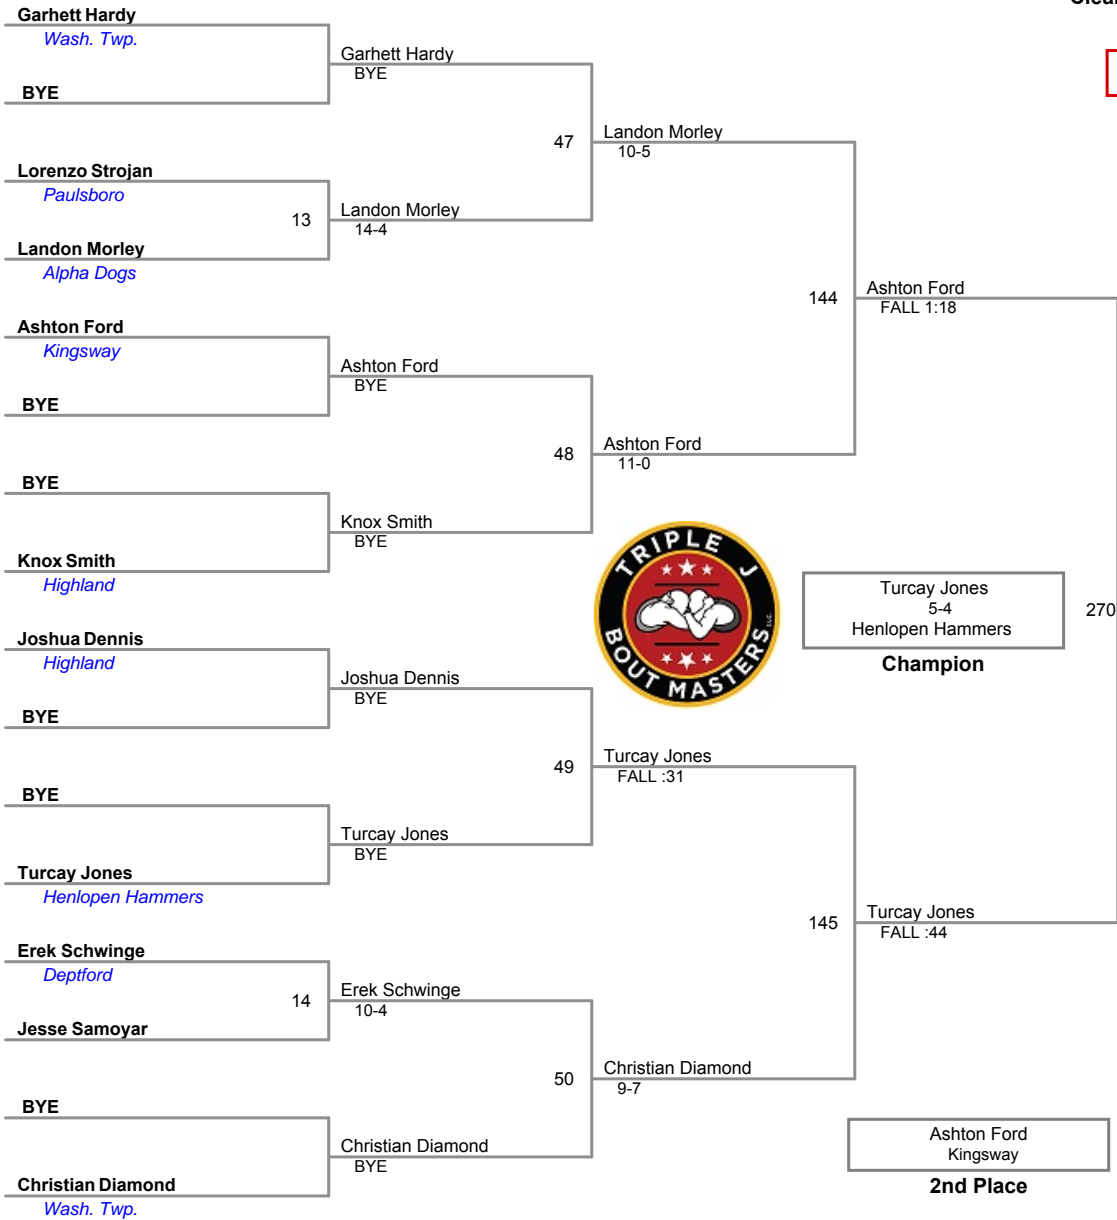 Garhett Hardy
Wash. Twp.
BYE
Lorenzo Strojan
Paulsboro
13
Landon Morley
Alpha Dogs
Ashton Ford
Kingsway
BYE
BYE
Knox Smith
Highland
Joshua Dennis
Highland
BYE
BYE
Turcay Jones
Henlopen Hammers
Erek Schwinge
Deptford
14
Jesse Samoyar
BYE
Christian Diamond
Wash. Twp.
Garhett Hardy
BYE
47
Landon Morley
14-4
Ashton Ford
BYE
48
Knox Smith
BYE
Joshua Dennis
BYE
49
Turcay Jones
BYE
Erek Schwinge
10-4
50
Christian Diamond
BYE
Landon Morley
10-5
144
Ashton Ford
11-0
TRIPLE J
BOUT MASTERS
Turcay Jones
FALL :31
145
Christian Diamond
9-7
Ashton Ford
FALL 1:18
Turcay Jones
5-4
Henlopen Hammers
270
Champion
Turcay Jones
FALL :44
Ashton Ford
Kingsway
2nd Place